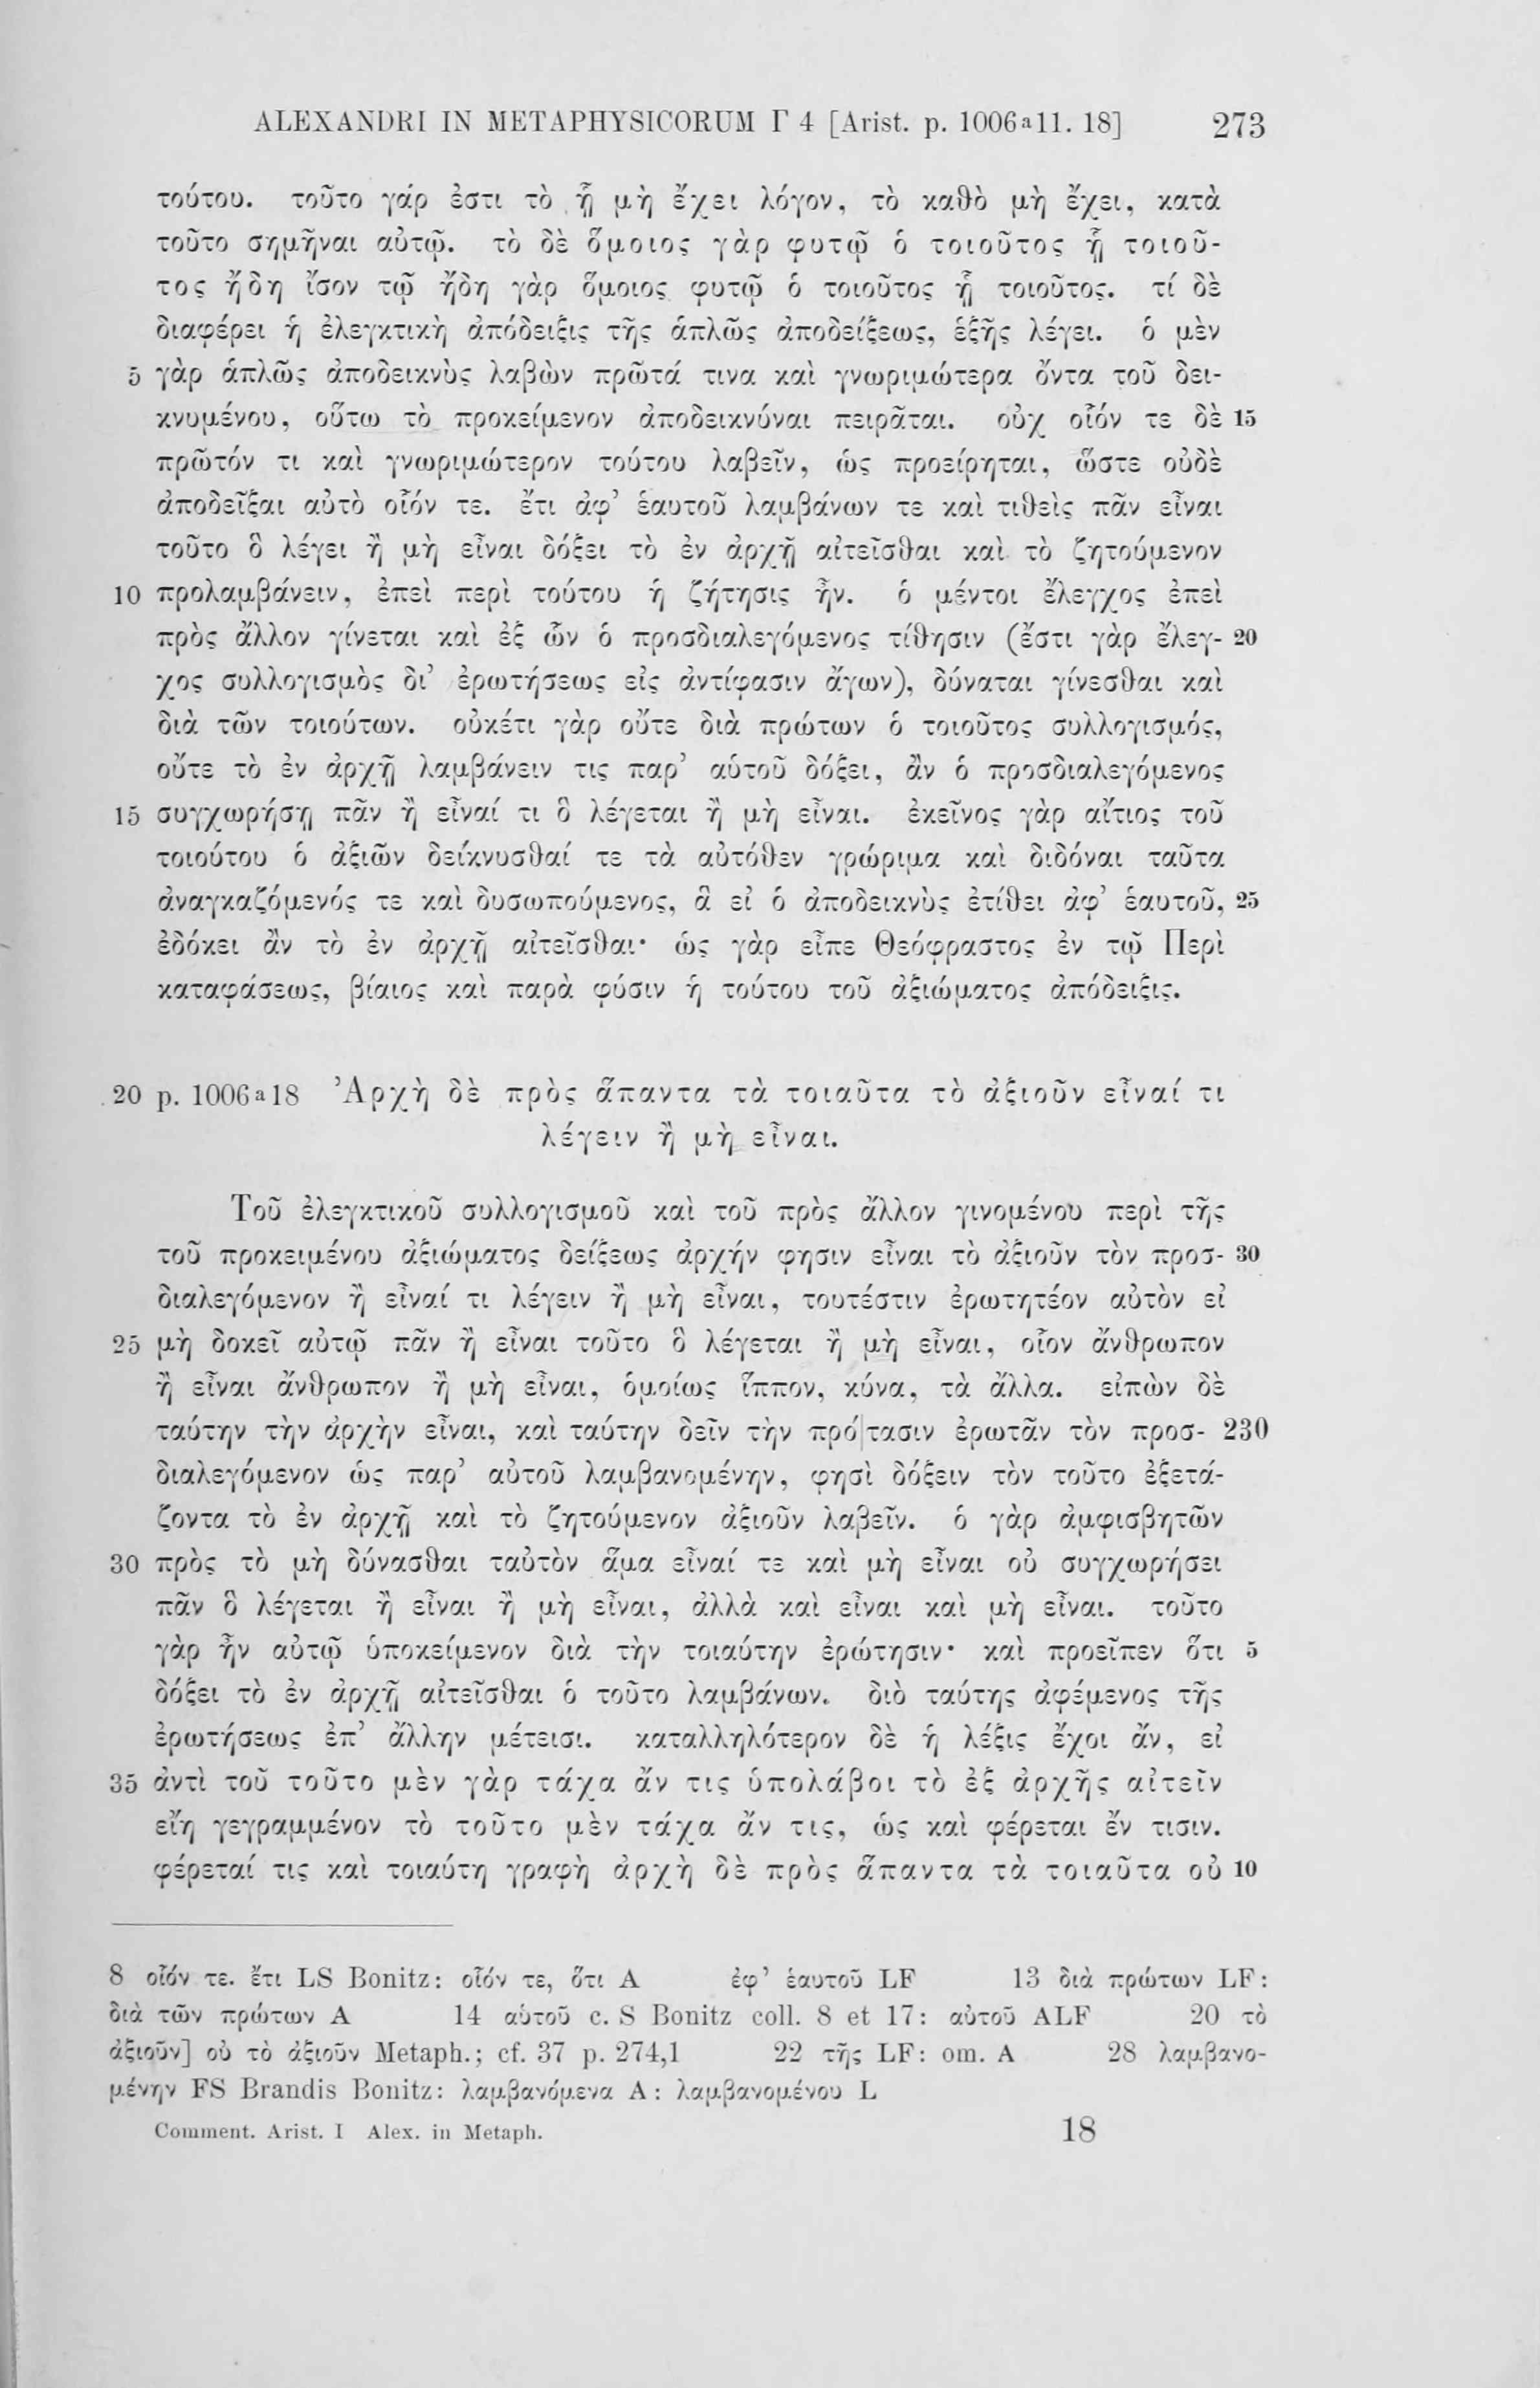 ALEXANDRI IN METAPHYSICORUM Γ 4 [Arist. p. 1006a11. 18] 273
τούτου. τοῦτο γάρ ἐστι τὸ ᾗ μὴ ἔχει λόγον, τὸ καθὸ μὴ ἔχει, κατὰ
τοῦτο σημῆναι αὐτῷ. τὸ δὲ ὅμοιος γὰρ φυτῷ ὁ τοιοῦτος ᾗ τοιοῦ-
τος ἤδη ἴσον τῷ ἤδη γὰρ ὅμοιος φυτῷ ὁ τοιοῦτος ᾗ τοιοῦτος. τί δὲ
διαφέρει ἡ ἐλεγκτικὴ ἀπόδειξις τῆς ἁπλῶς ἀποδείξεως, ἑξῆς λέγει. ὁ μὲν
5 γὰρ ἁπλῶς ἀποδεικνὺς λαβὼν πρῶτά τινα καὶ γνωριμώτερα ὄντα τοῦ δει-
κνυμένου, οὕτω τὸ προκείμενον ἀποδεικνύναι πειρᾶται. οὐχ οἷόν τε δὲ 15
πρῶτόν τι καὶ γνωριμώτερον τούτου λαβεῖν, ὡς προείρηται, ὥστε οὐδὲ
ἀποδεῖξαι αὐτὸ οἷόν τε. ἔτι ἀφ’ ἑαυτοῦ λαμβάνων τε καὶ τιθεὶς πᾶν εἶναι
τοῦτο ὃ λέγει ἢ μὴ εἶναι δόξει τὸ ἐν ἀρχῇ αἰτεῖσθαι καὶ τὸ ζητούμενον
10 προλαμβάνειν, ἐπεὶ περὶ τούτου ἡ ζήτησις ἦν. ὁ μέντοι ἔλεγχος ἐπεὶ
πρὸς ἄλλον γίνεται καὶ ἐξ ὧν ὁ προσδιαλεγόμενος τίθησιν (ἔστι γὰρ ἔλεγ- 20
χος συλλογισμὸς δι’ ἐρωτήσεως εἰς ἀντίφασιν ἄγων), δύναται γίνεσθαι καὶ
διὰ τῶν τοιούτων. οὐκέτι γὰρ οὔτε διὰ πρώτων ὁ τοιοῦτος συλλογισμός,
οὔτε τὸ ἐν ἀρχῇ λαμβάνειν τις παρ’ αὑτοῦ δόξει, ἂν ὁ προσδιαλεγόμενος
15 συγχωρήσῃ πᾶν ἢ εἶναί τι ὃ λέγεται ἢ μὴ εἶναι. ἐκεῖνος γὰρ αἴτιος τοῦ
τοιούτου ὁ ἀξιῶν δείκνυσθαί τε τὰ αὐτόθεν γρώριμα καὶ διδόναι ταῦτα
ἀναγκαζόμενός τε καὶ δυσωπούμενος, ἃ εἰ ὁ ἀποδεικνὺς ἐτίθει ἀφ’ ἑαυτοῦ, 25
ἐδόκει ἂν τὸ ἐν ἀρχῇ αἰτεῖσθαι· ὡς γὰρ εἶπε Θεόφραστος ἐν τῷ Περὶ
καταφάσεως, βίαιος καὶ παρὰ φύσιν ἡ τούτου τοῦ ἀξιώματος ἀπόδειξις.
20 p. 1006a18 Ἀρχὴ δὲ πρὸς ἅπαντα τὰ τοιαῦτα τὸ ἀξιοῦν εἶναί τι
λέγειν ἢ μὴ εἶναι.
Τοῦ ἐλεγκτικοῦ συλλογισμοῦ καὶ τοῦ πρὸς ἄλλον γινομένου περὶ τῆς
τοῦ προκειμένου ἀξιώματος δείξεως ἀρχήν φησιν εἶναι τὸ ἀξιοῦν τὸν προσ- 30
διαλεγόμενον ἢ εἶναί τι λέγειν ἢ μὴ εἶναι, τουτέστιν ἐρωτητέον αὐτὸν εἰ
25 μὴ δοκεῖ αὐτῷ πᾶν ἢ εἶναι τοῦτο ὃ λέγεται ἢ μὴ εἶναι, οἷον ἄνθρωπον
ἢ εἶναι ἄνθρωπον ἢ μὴ εἶναι, ὁμοίως ἵππον, κύνα, τὰ ἄλλα. εἰπὼν δὲ
ταύτην τὴν ἀρχὴν εἶναι, καὶ ταύτην δεῖν τὴν πρό|τασιν ἐρωτᾶν τὸν προσ- 230
διαλεγόμενον ὡς παρ’ αὐτοῦ λαμβανομένην, φησὶ δόξειν τὸν τοῦτο ἐξετά-
ζοντα τὸ ἐν ἀρχῇ καὶ τὸ ζητούμενον ἀξιοῦν λαβεῖν. ὁ γὰρ ἀμφισβητῶν
30 πρὸς τὸ μὴ δύνασθαι ταὐτὸν ἅμα εἶναί τε καὶ μὴ εἶναι οὐ συγχωρήσει
πᾶν ὃ λέγεται ἢ εἶναι ἢ μὴ εἶναι, ἀλλὰ καὶ εἶναι καὶ μὴ εἶναι. τοῦτο
γὰρ ἦν αὐτῷ ὑποκείμενον διὰ τὴν τοιαύτην ἐρώτησιν· καὶ προεῖπεν ὅτι 5
δόξει τὸ ἐν ἀρχῇ αἰτεῖσθαι ὁ τοῦτο λαμβάνων. διὸ ταύτης ἀφέμενος τῆς
ἐρωτήσεως ἐπ’ ἄλλην μέτεισι. καταλληλότερον δὲ ἡ λέξις ἔχοι ἄν, εἰ
35 ἀντὶ τοῦ τοῦτο μὲν γὰρ τάχα ἄν τις ὑπολάβοι τὸ ἐξ ἀρχῆς αἰτεῖν
εἴη γεγραμμένον τὸ τοῦτο μὲν τάχα ἄν τις, ὡς καὶ φέρεται ἔν τισιν.
φέρεταί τις καὶ τοιαύτη γραφὴ ἀρχὴ δὲ πρὸς ἅπαντα τὰ τοιαῦτα οὐ 10
8 οἷόν τε. ἔτι LS Bonitz: οἷόν τε, ὅτι A ἐφ’ ἑαυτοῦ LF 13 διὰ πρώτων LF:
διὰ τῶν πρώτων A 14 αὑτοῦ c. S Bonitz coll. 8 et 17: αὐτοῦ ALF 20 τὸ
ἀξιοῦν] οὐ τὸ ἀξιοῦν Metaph.; cf. 37 p. 274,1 22 τῆς LF: om. A 28 λαμβανο-
μένην FS Brandis Bonitz: λαμβανόμενα A: λαμβανομένου L
Comment. Arist. I Alex. in Metaph. 18